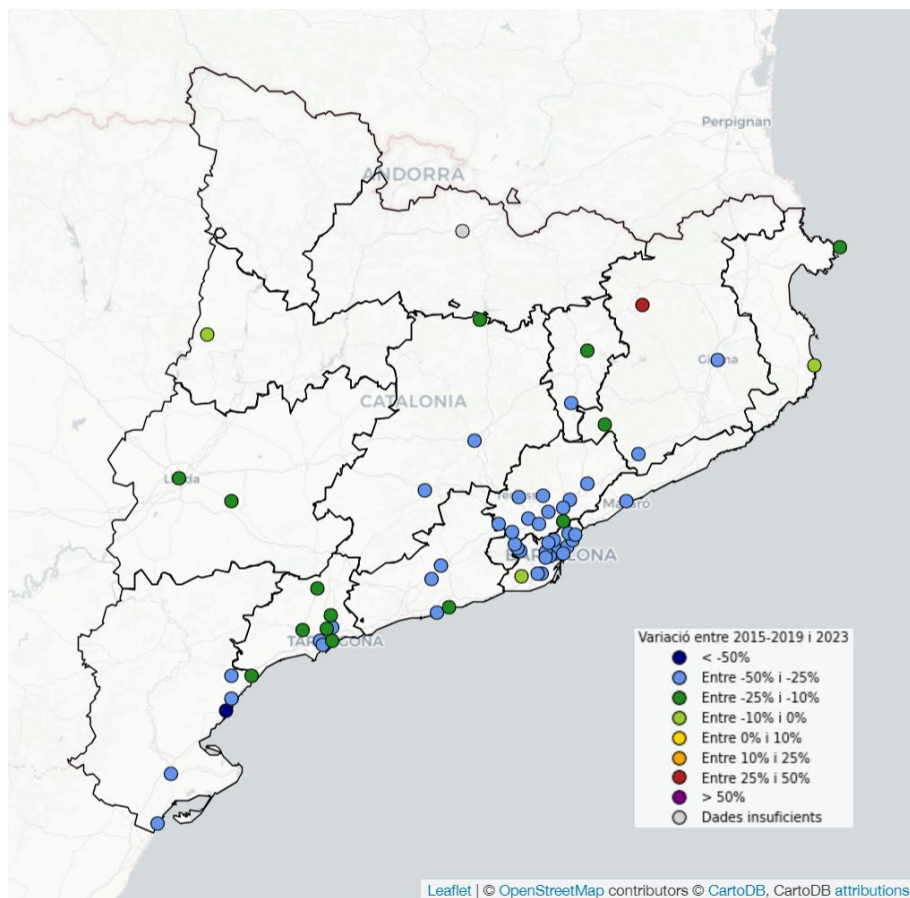 Perpignan
ANDORRA
Girona
CATALONIA
Lleida
Mataró
BARCELONA
TARRAGONA
Variació entre 2015-2019 i 2023
< -50%
Entre -50% i -25%
Entre -25% i -10%
Entre -10% i 0%
Entre 0% i 10%
Entre 10% i 25%
Entre 25% i 50%
> 50%
Dades insuficients
Leaflet | © OpenStreetMap contributors © CartoDB, CartoDB attributions